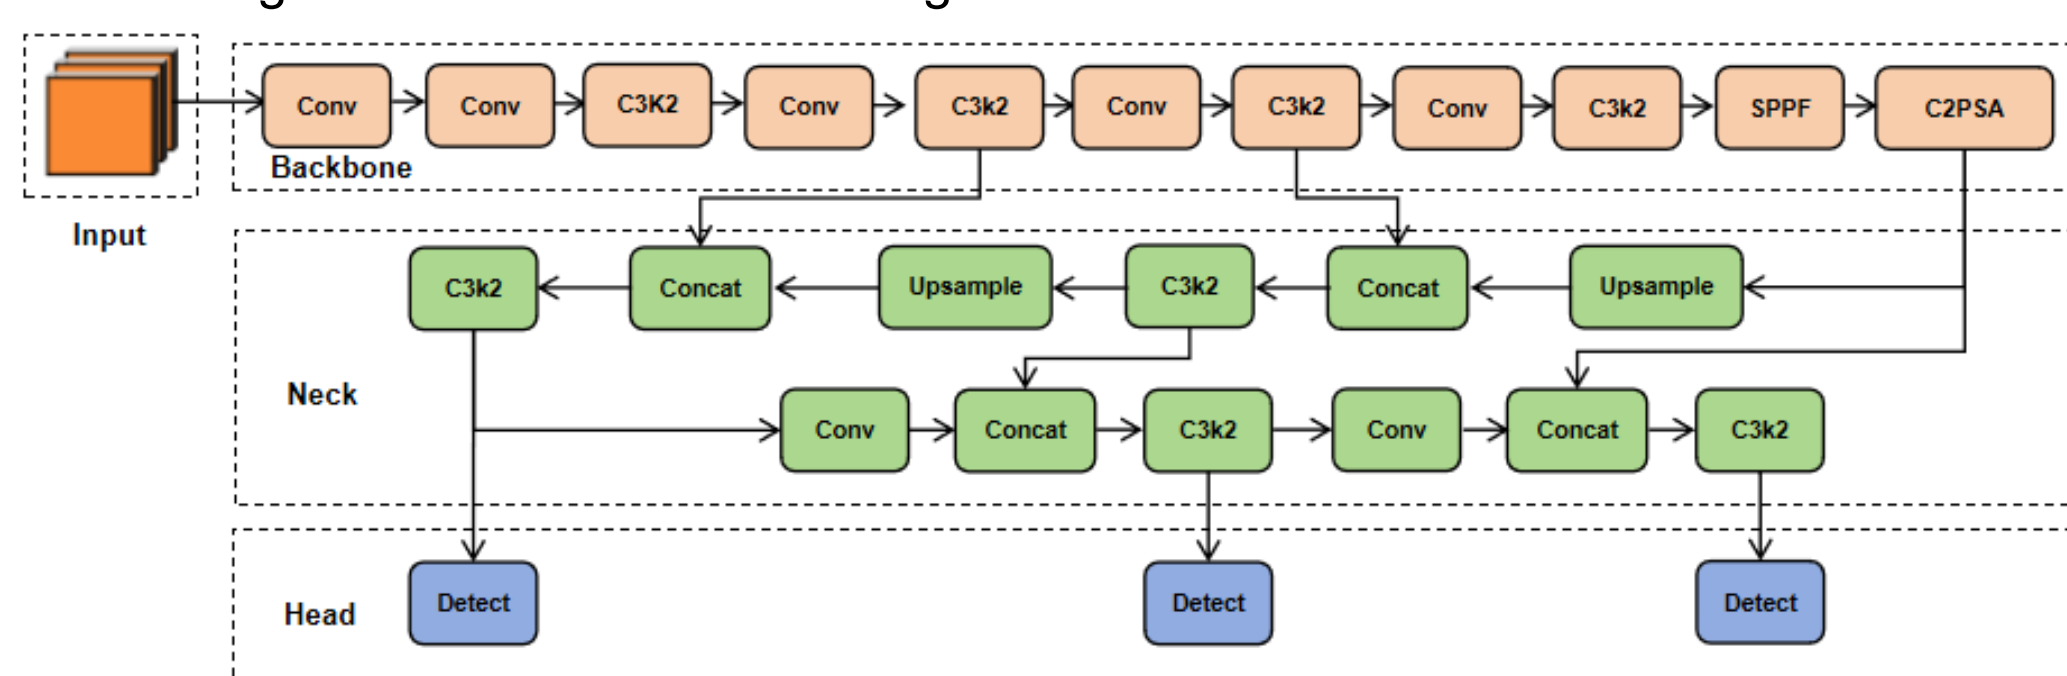 Conv Conv C3K2 Conv C3k2 Conv C3k2 Conv C3k2 SPPF C2PSA
Backbone
Input
C3k2 Concat Upsample C3k2 Concat Upsample
Neck
Conv Concat C3k2 Conv Concat C3k2
Detect Detect Detect
Head